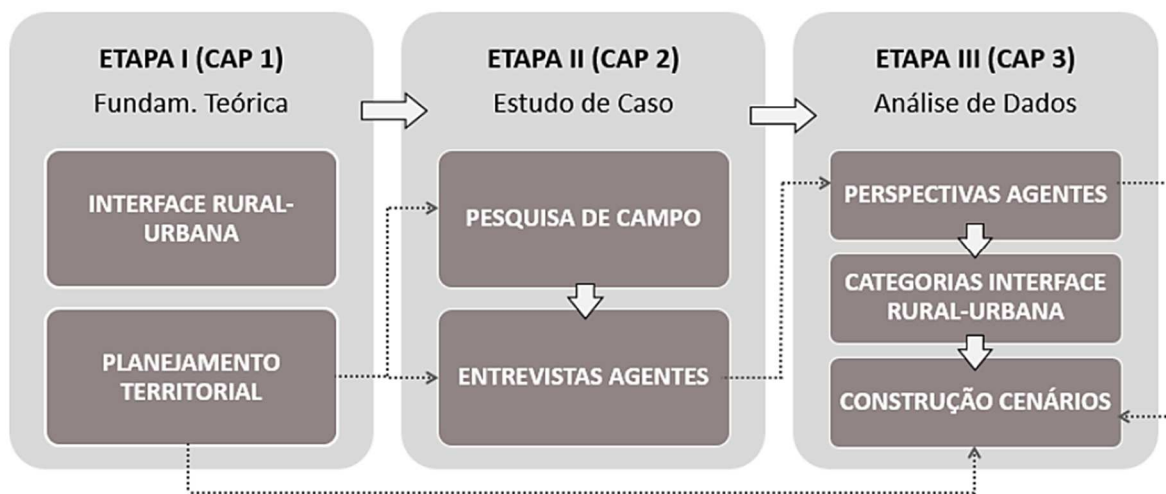 ETAPA I (CAP 1)
Fundam. Teórica
INTERFACE RURAL-
URBANA
PLANEJAMENTO
TERRITORIAL
ETAPA II (CAP 2)
Estudo de Caso
PESQUISA DE CAMPO
ENTREVISTAS AGENTES
ETAPA III (CAP 3)
Análise de Dados
PERSPECTIVAS AGENTES
CATEGORIAS INTERFACE
RURAL-URBANA
CONSTRUÇÃO CENÁRIOS